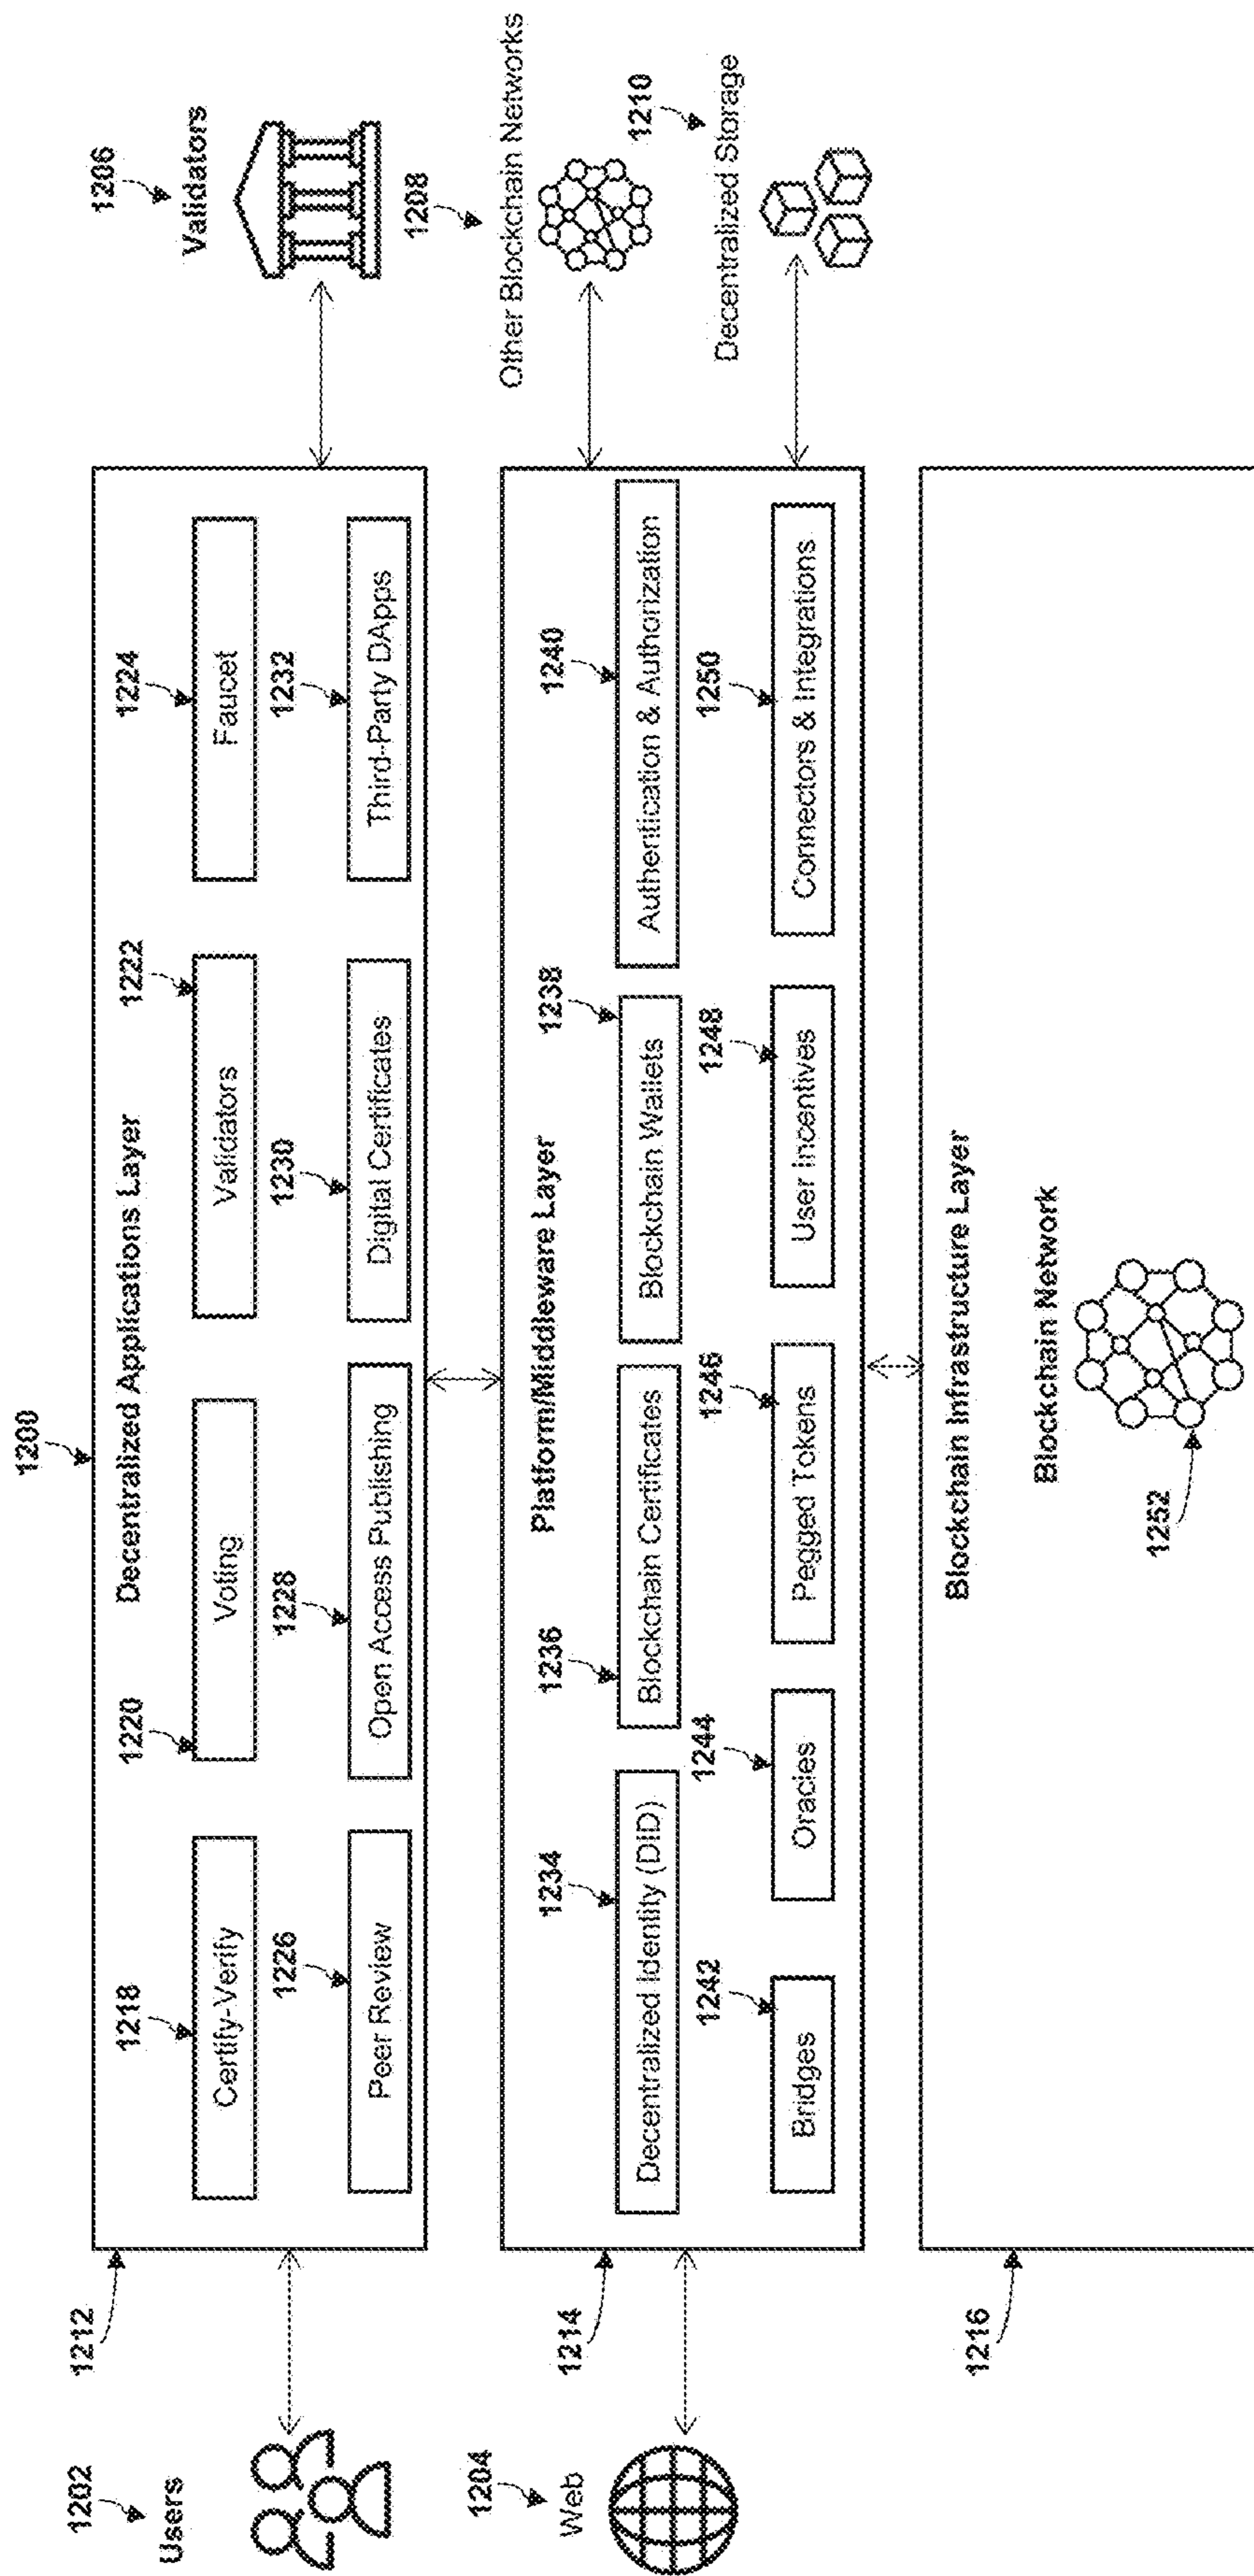 1200
1202
Users
1212
Decentralized Applications Layer
1206
Validators
1218
Certify-Verify
1220
Voting
1222
Validators
1224
Faucet
1226
Peer Review
1228
Open Access Publishing
1230
Digital Certificates
1232
Third-Party DApps
1204
Web
1214
Platform/Middleware Layer
1208
Other Blockchain Networks
1234
Decentralized Identity (DID)
1236
Blockchain Certificates
1238
Blockchain Wallets
1240
Authentication & Authorization
1210
Decentralized Storage
1242
Bridges
1244
Oracles
1246
Pegged Tokens
1248
User Incentives
1250
Connectors & Integrations
1216
Blockchain Infrastructure Layer
Blockchain Network
1252